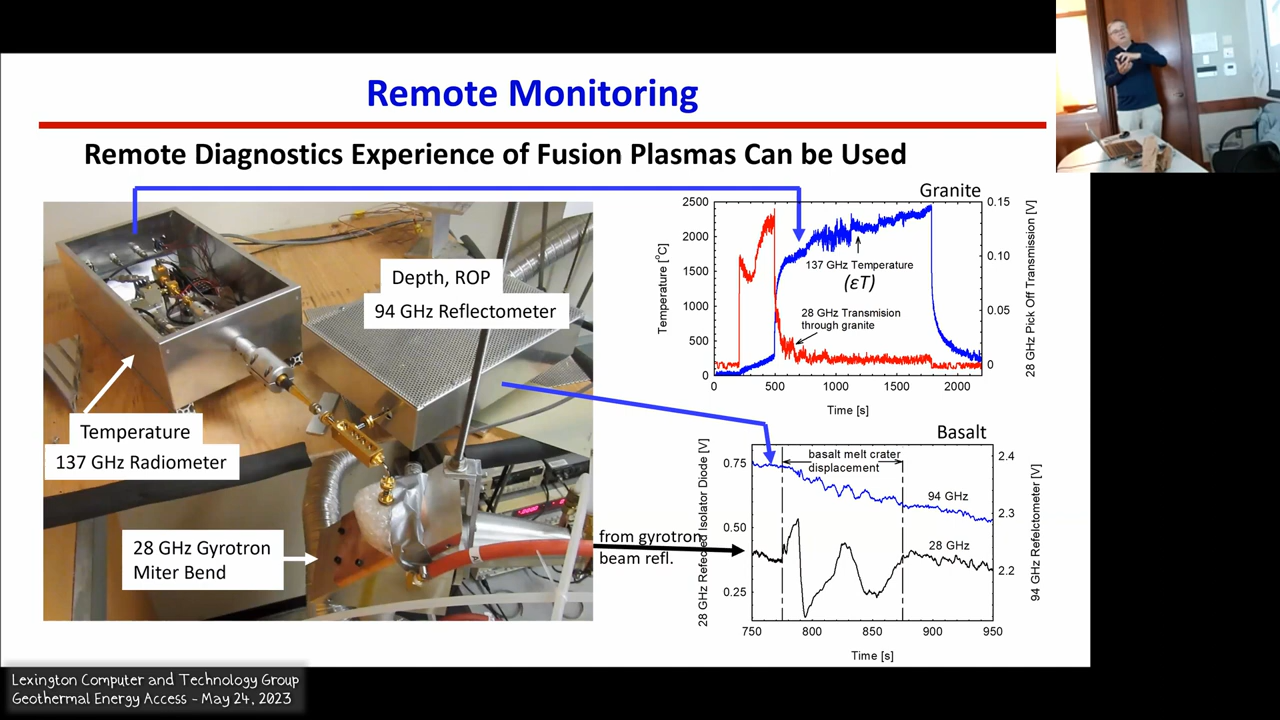 Remote Monitoring
Remote Diagnostics Experience of Fusion Plasmas Can be Used
Depth, ROP
94 GHz Reflectometer
Temperature
137 GHz Radiometer
28 GHz Gyrotron
Miter Bend
from gyrotron
beam refl.
Granite
2500
2000
1500
1000
500
0
Temperature [°C]
0.15
0.10
0.05
0
28 GHz Pick Off Transmission [V]
137 GHz Temperature
(εT)
28 GHz Transmision
through granite
0
500
1000
1500
2000
Time [s]
Basalt
0.75
0.50
0.25
28 GHz Refeced Isolator Diode [V]
basalt melt crater
displacement
94 GHz
28 GHz
2.4
2.3
2.2
94 GHz Refelctometer [V]
750
800
850
900
950
Time [s]
Lexington Computer and Technology Group
Geothermal Energy Access - May 24, 2023